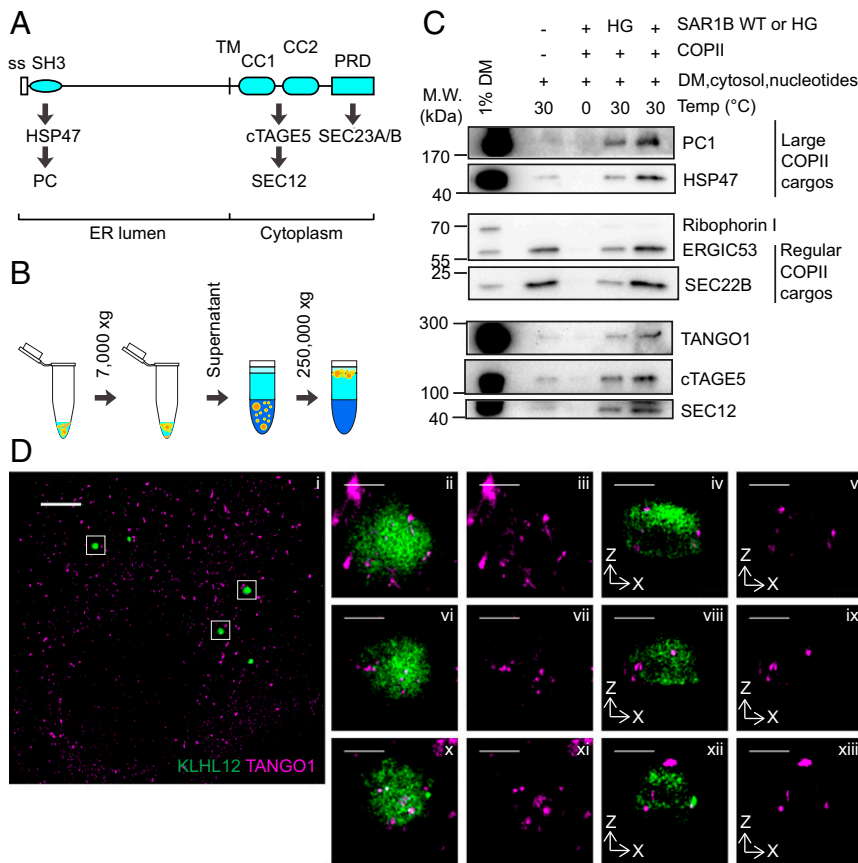 A
ss SH3 TM CC1 CC2 PRD
HSP47 cTAGE5 SEC23A/B
PC SEC12
ER lumen Cytoplasm
B
7,000 xg
Supernatant
250,000 xg
C
- + HG + SAR1B WT or HG
- + + + COPII
+ + + + DM,cytosol,nucleotides
30 0 30 30 Temp (°C)
M.W.
(kDa)
1% DM
170
PC1
40
HSP47
Large
COPII
cargos
70
Ribophorin I
55
ERGIC53
25
SEC22B
Regular
COPII
cargos
300
TANGO1
100
cTAGE5
40
SEC12
D
i
KLHL12 TANGO1
ii
iii
iv
Z
X
v
Z
X
vi
vii
viii
Z
X
ix
Z
X
x
xi
xii
Z
X
xiii
Z
X